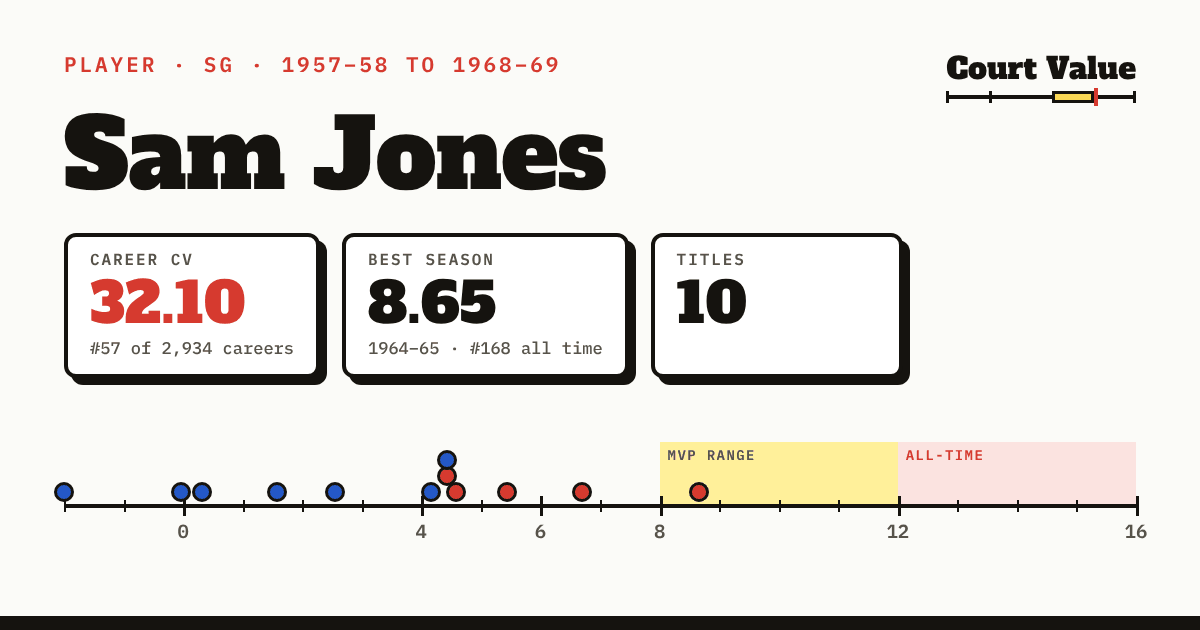 PLAYER · SG · 1957–58 TO 1968–69
Court Value
Sam Jones
CAREER CV
32.10
#57 of 2,934 careers
BEST SEASON
8.65
1964–65 · #168 all time
TITLES
10
MVP RANGE
ALL-TIME
0 4 6 8 12 16